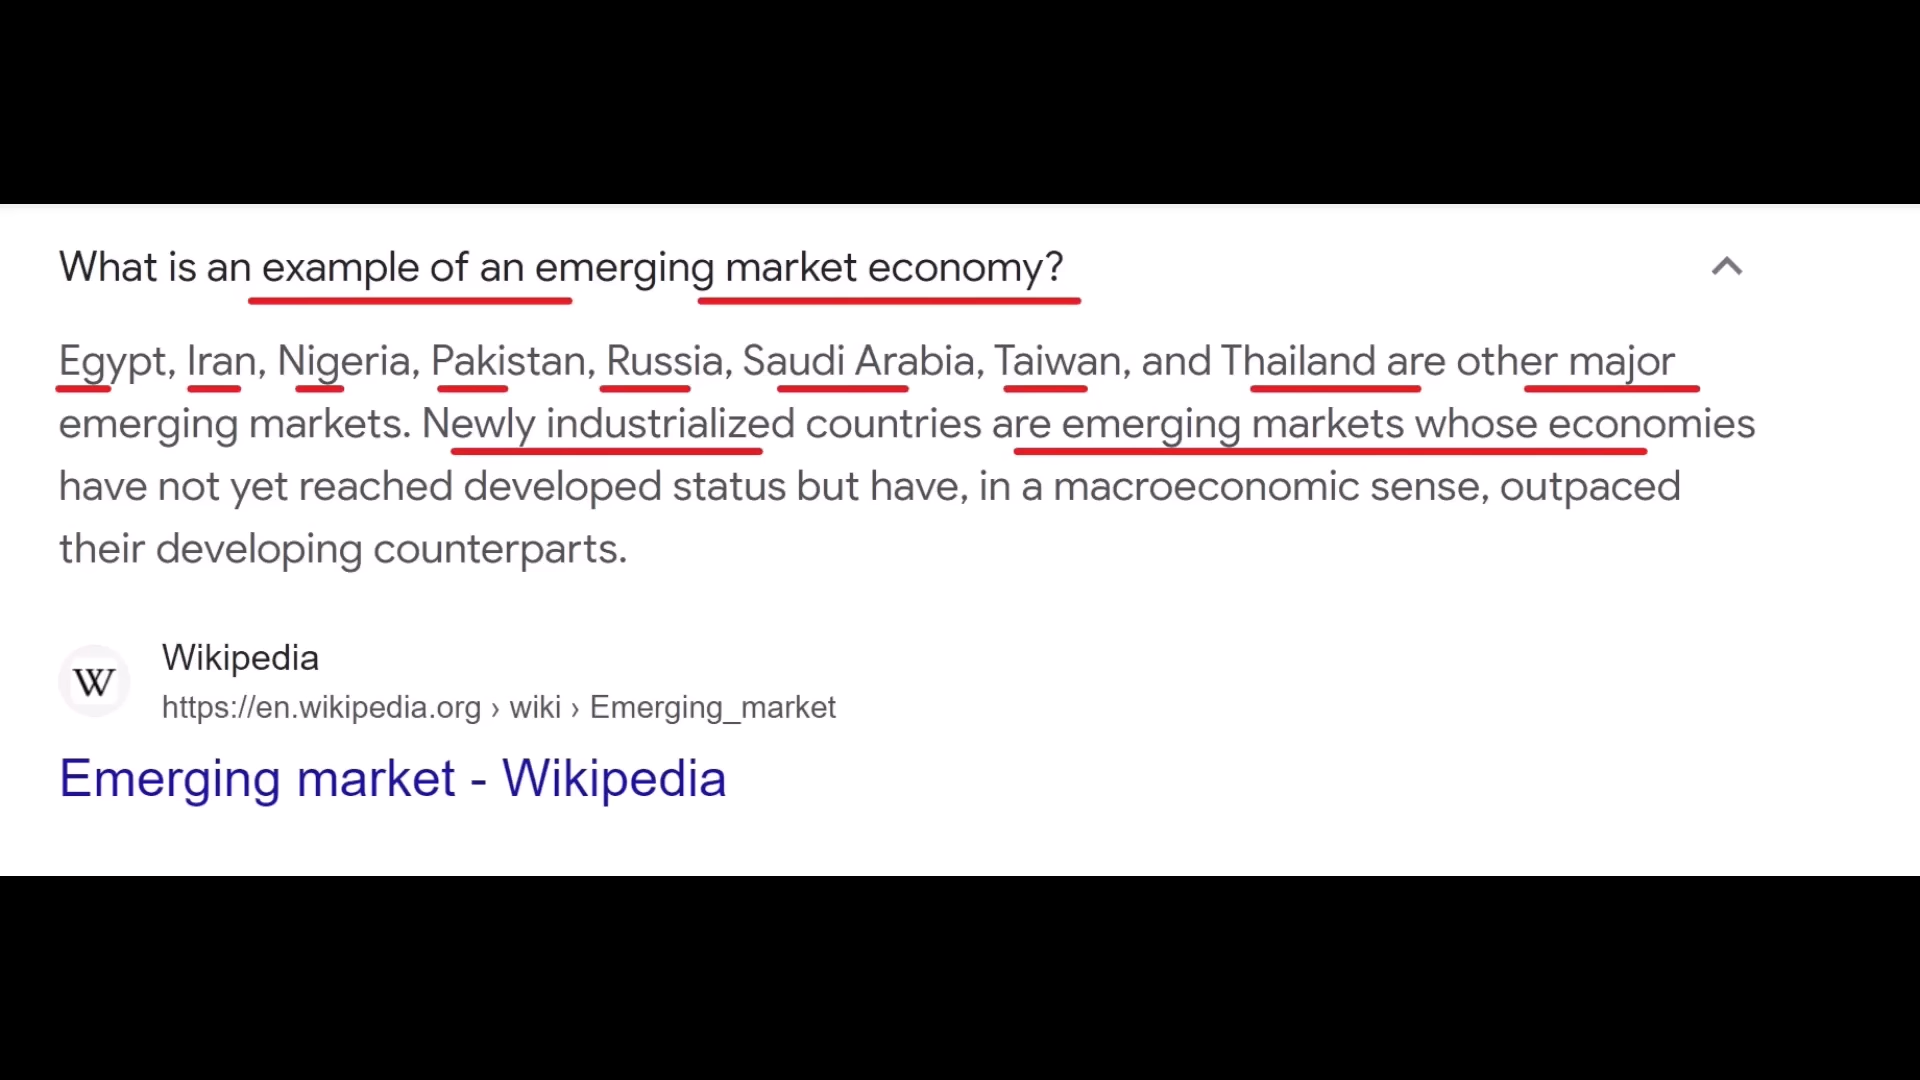 What is an example of an emerging market economy?
Egypt, Iran, Nigeria, Pakistan, Russia, Saudi Arabia, Taiwan, and Thailand are other major
emerging markets. Newly industrialized countries are emerging markets whose economies
have not yet reached developed status but have, in a macroeconomic sense, outpaced
their developing counterparts.
W
Wikipedia
https://en.wikipedia.org › wiki › Emerging_market
Emerging market - Wikipedia